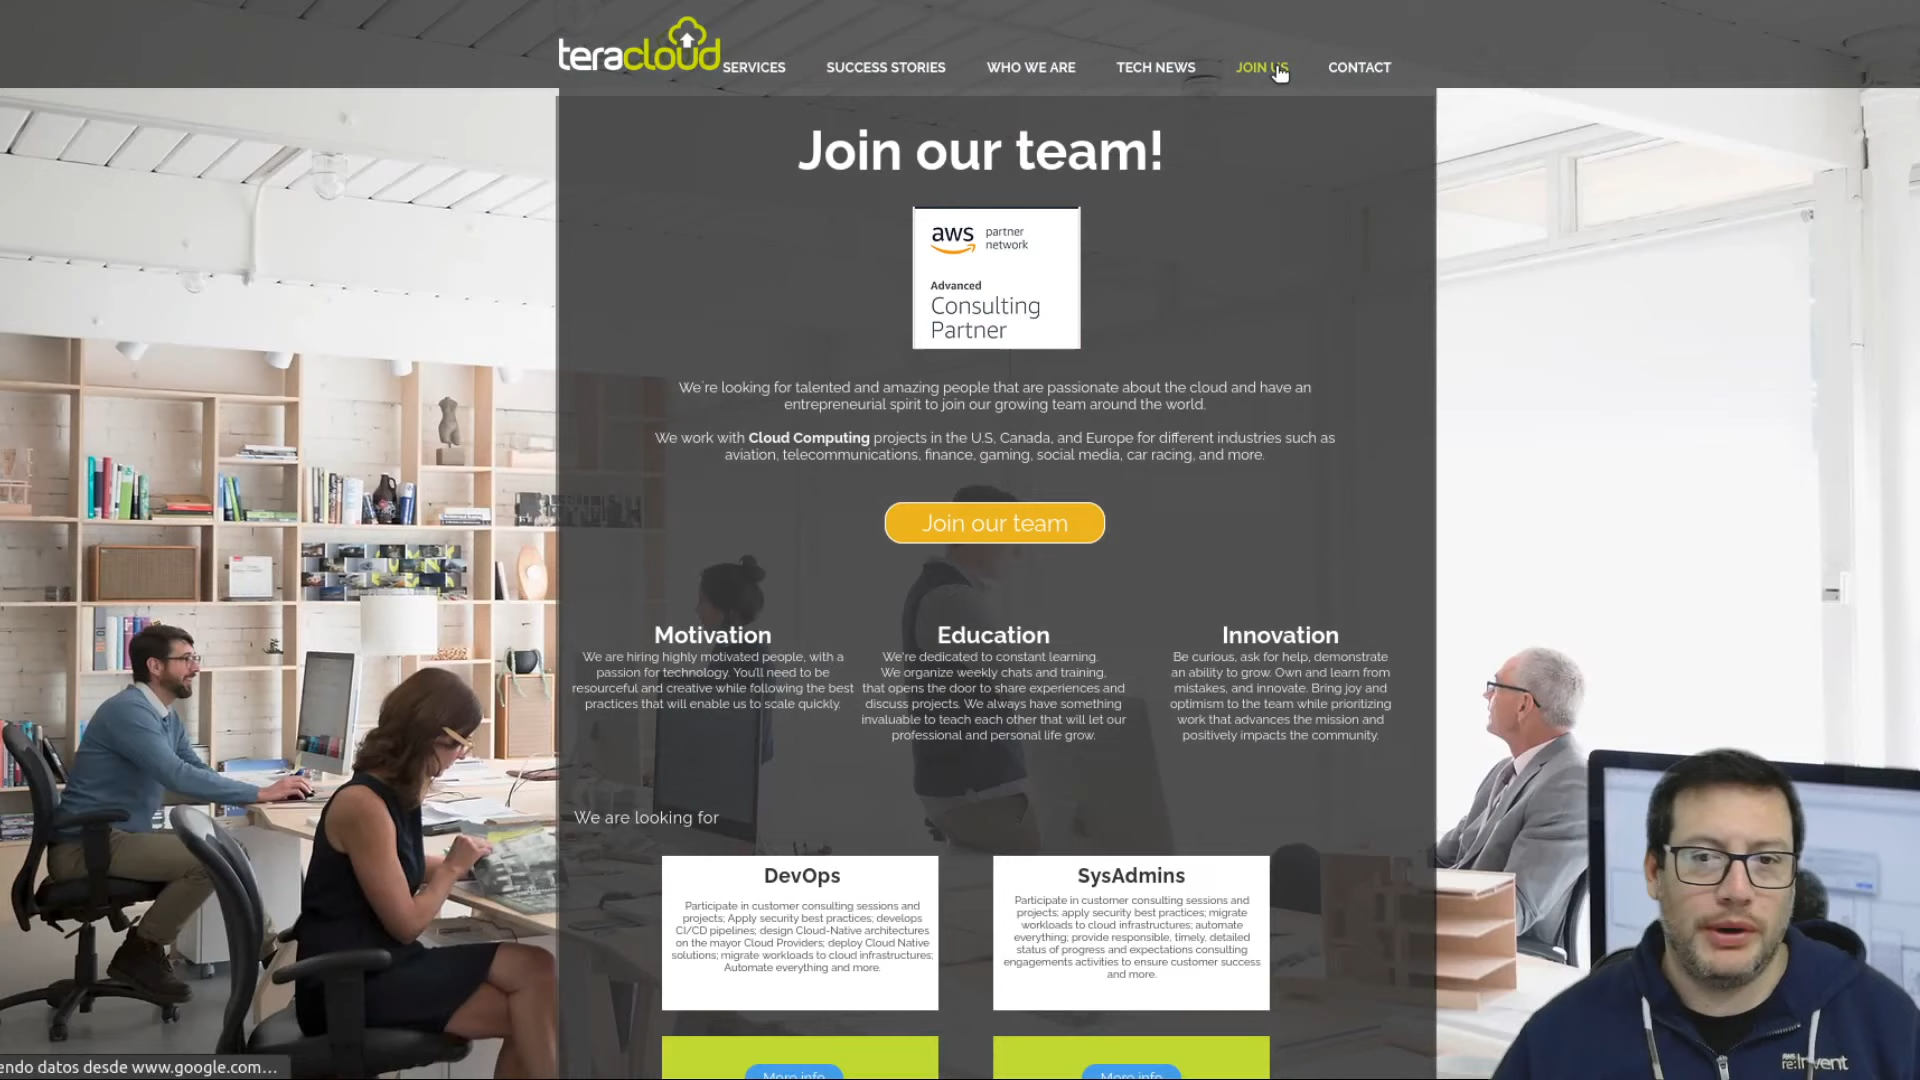 teracloud
SERVICES
SUCCESS STORIES
WHO WE ARE
TECH NEWS
JOIN US
CONTACT
Join our team!
aws partner network
Advanced
Consulting
Partner
We're looking for talented and amazing people that are passionate about the cloud and have an
entrepreneurial spirit to join our growing team around the world.
We work with Cloud Computing projects in the U.S, Canada, and Europe for different industries such as
aviation, telecommunications, finance, gaming, social media, car racing, and more.
Join our team
Motivation
We are hiring highly motivated people, with a
passion for technology. You'll need to be
resourceful and creative while following the best
practices that will enable us to scale quickly.
Education
We're dedicated to constant learning.
We organize weekly chats and training,
that opens the door to share experiences and
discuss projects. We always have something
invaluable to teach each other that will let our
professional and personal life grow.
Innovation
Be curious, ask for help, demonstrate
an ability to grow. Own and learn from
mistakes, and innovate. Bring joy and
optimism to the team while prioritizing
work that advances the mission and
positively impacts the community.
We are looking for
DevOps
Participate in customer consulting sessions and
projects; Apply security best practices; develops
CI/CD pipelines; design Cloud-Native architectures
on the mayor Cloud Providers; deploy Cloud Native
solutions; migrate workloads to cloud infrastructures;
Automate everything and more.
SysAdmins
Participate in customer consulting sessions and
projects; apply security best practices; migrate
workloads to cloud infrastructures; automate
everything; provide responsible, timely, detailed
status of progress and expectations consulting
engagements activities to ensure customer success
and more.
More info
More info
endo datos desde www.google.com...
aws
re:Invent